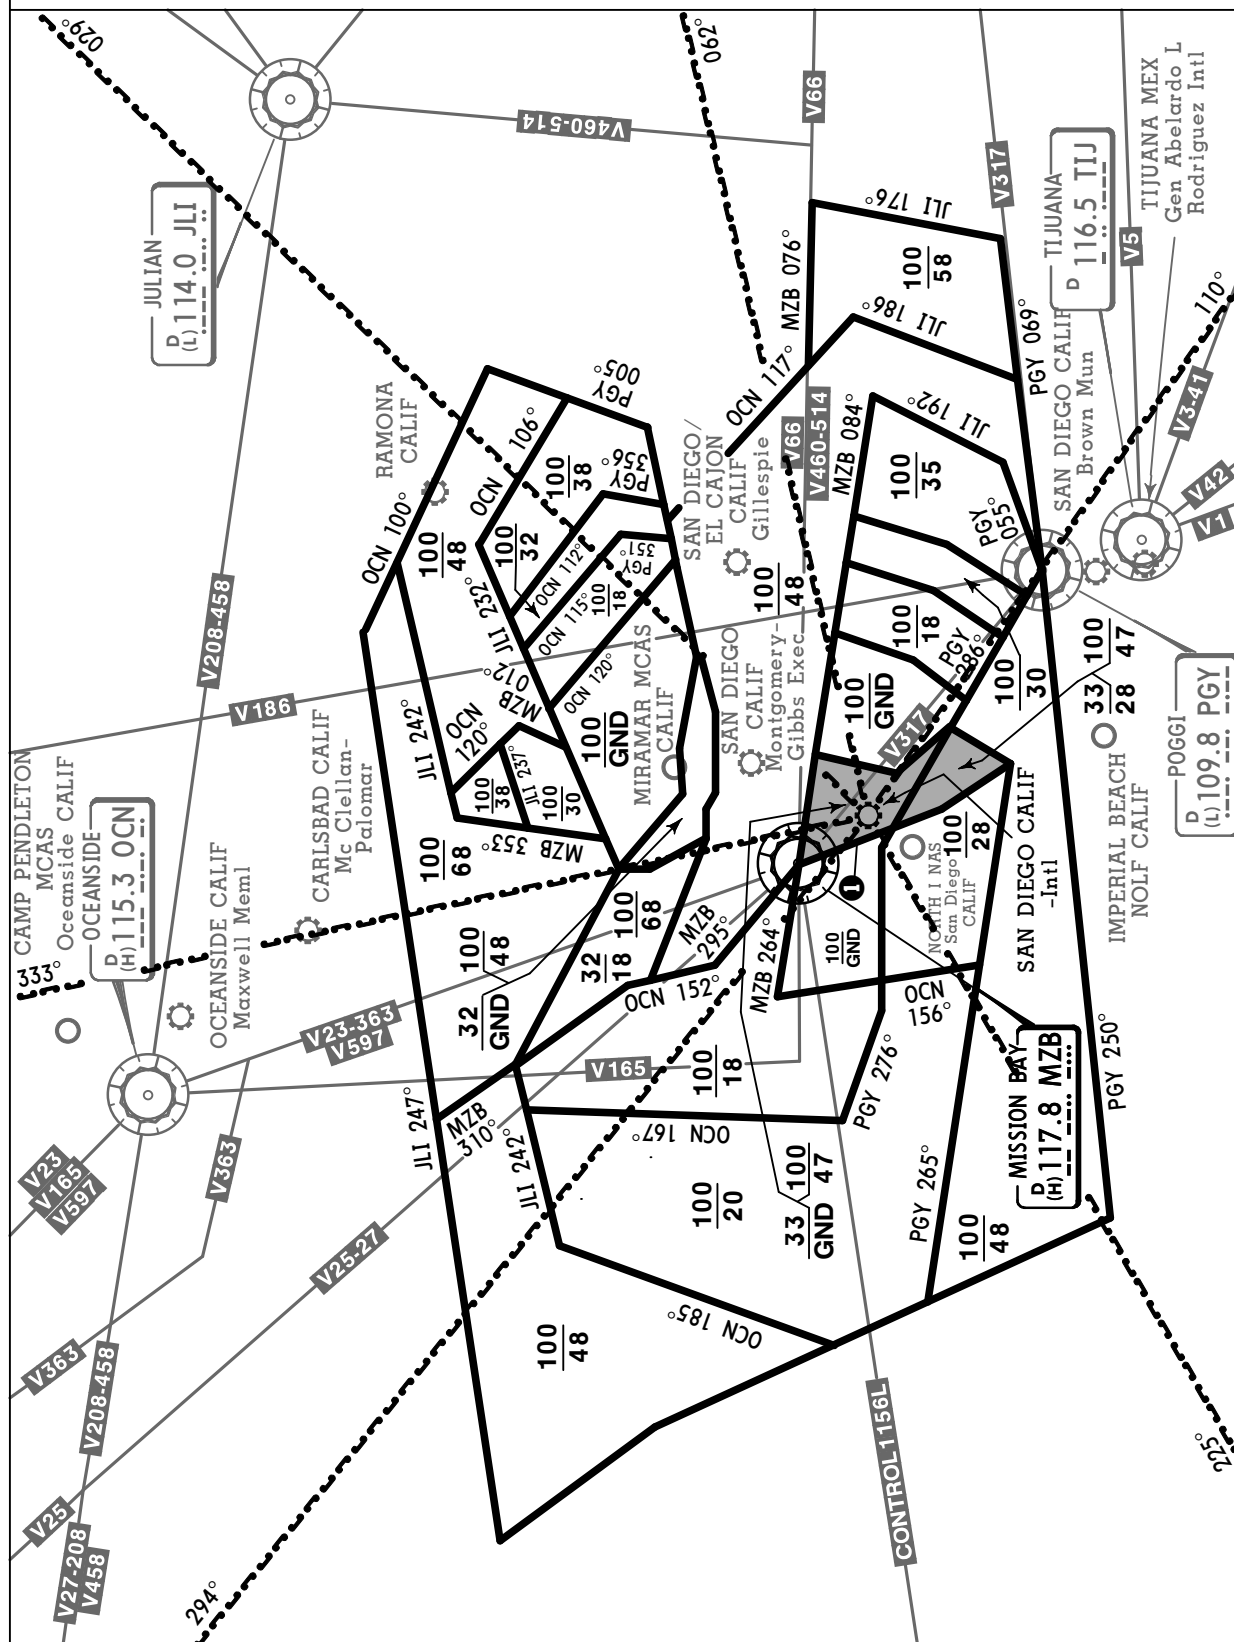 029°
062°
V66
V460-514
JULIAN
D
(L) 114.0 JLI
V317
TIJUANA MEX
Gen Abelardo L
Rodriguez Intl
TIJUANA
D
116.5 TIJ
V5
110°
V3-41
V42
V1
JLI 176°
100
58
MZB 076°
JLI 186°
OCN 117°
PGY 069°
V66
V460-514
SAN DIEGO CALIF
Brown Mun
JLI 192°
MZB 084°
100
35
PGY
055°
PGY
005°
RAMONA
CALIF
106°
OCN
100
38
PGY
356°
OCN 100°
100
48
100
32
OCN 112°
PGY
351°
OCN 115°
100
18
SAN DIEGO/
EL CAJON
CALIF
Gillespie
100
48
V208-458
JLI 232°
MZB
012°
OCN 120°
100
18
PGY
286°
100
30
33
28
100
47
V186
JLI 242°
OCN
120°
100
GND
MIRAMAR MCAS
CALIF
SAN DIEGO
CALIF
Montgomery-
Gibbs Exec
100
GND
V317
POGGI
D
(L) 109.8 PGY
CAMP PENDLETON
MCAS
Oceanside CALIF
OCEANSIDE
D
(H) 115.3 OCN
CARLSBAD CALIF
Mc Clellan-
Palomar
100
38
JLI 237°
100
30
MZB 353°
100
68
IMPERIAL BEACH
NOLF CALIF
100
28
SAN DIEGO CALIF
-Intl
NORTH I NAS
San Diego
CALIF
1
333°
OCEANSIDE CALIF
Maxwell Meml
32
GND
100
48
32
18
100
68
MZB
295°
OCN 152°
MZB 264°
100
GND
OCN
156°
V23-363
V597
V165
100
18
PGY 276°
MISSION BAY
D
(H) 117.8 MZB
PGY 250°
V23
V165
V597
V363
JLI 247°
MZB
310°
JLI 242°
OCN 167°
100
20
33
GND
100
47
PGY 265°
100
48
V25-27
OCN 185°
100
48
V363
V208-458
V25
V27-208
V458
294°
CONTROL 1156L
225°